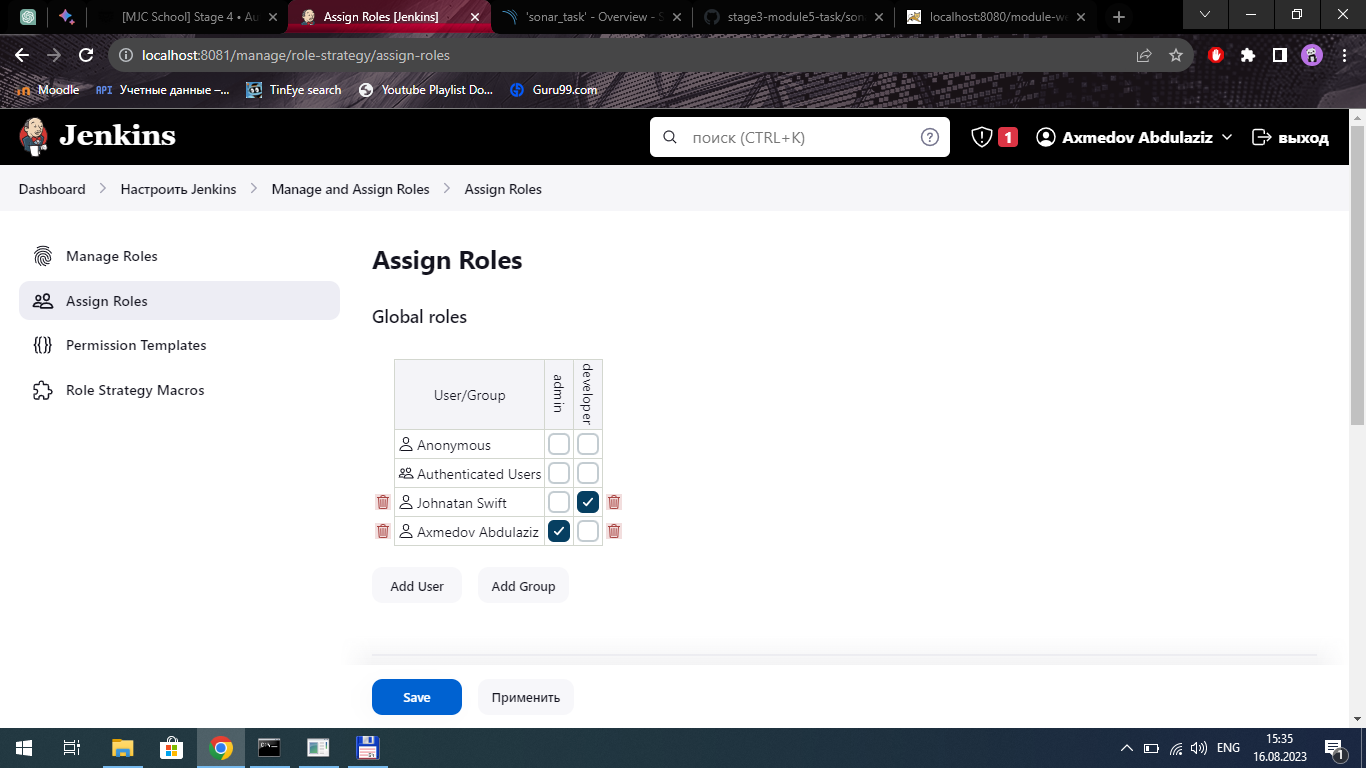 [MJC School] Stage 4 • Au
Assign Roles [Jenkins]
'sonar_task' - Overview - S
stage3-module5-task/son
localhost:8080/module-we
localhost:8081/manage/role-strategy/assign-roles
Moodle
API Учетные данные –...
TinEye search
Youtube Playlist Do...
Guru99.com
Jenkins
поиск (CTRL+K)
1
Axmedov Abdulaziz
выход
Dashboard
Настроить Jenkins
Manage and Assign Roles
Assign Roles
Manage Roles
Assign Roles
Permission Templates
Role Strategy Macros
Assign Roles
Global roles
User/Group
admin
developer
Anonymous
Authenticated Users
Johnatan Swift
Axmedov Abdulaziz
Add User
Add Group
Save
Применить
ENG
15:35
16.08.2023
1